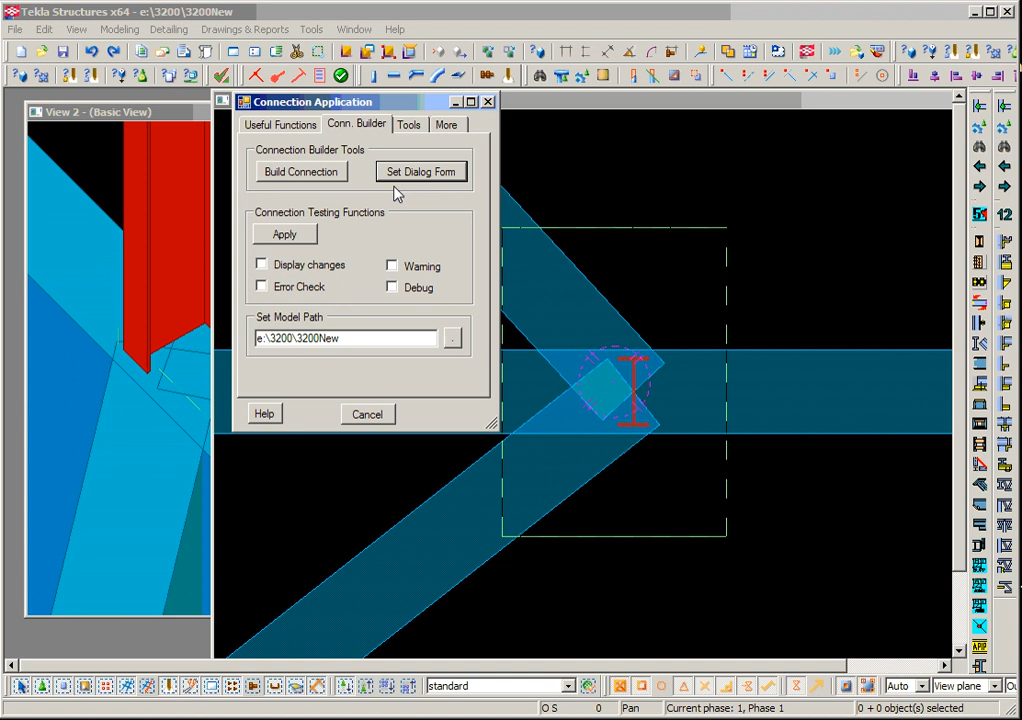 Tekla Structures x64 - e:\3200\3200New
File Edit View Modeling Detailing Drawings & Reports Tools Window Help
View 2 - (Basic View)
Connection Application
Useful Functions Conn. Builder Tools More
Connection Builder Tools
Build Connection Set Dialog Form
Connection Testing Functions
Apply
Display changes Warning
Error Check Debug
Set Model Path
e:\3200\3200New .
Help Cancel
12
APP
standard Auto View plane Ou
O S 0 Pan Current phase: 1, Phase 1 0 + 0 object(s) selected